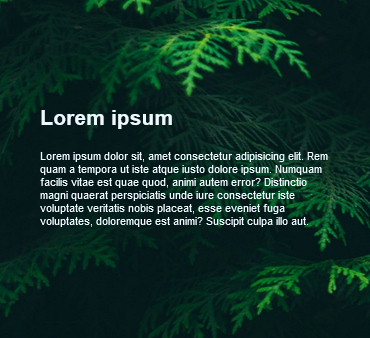 Lorem ipsum
Lorem ipsum dolor sit, amet consectetur adipisicing elit. Rem
quam a tempora ut iste atque iusto dolore ipsum. Numquam
facilis vitae est quae quod, animi autem error? Distinctio
magni quaerat perspiciatis unde iure consectetur iste
voluptate veritatis nobis placeat, esse eveniet fuga
voluptates, doloremque est animi? Suscipit culpa illo aut.